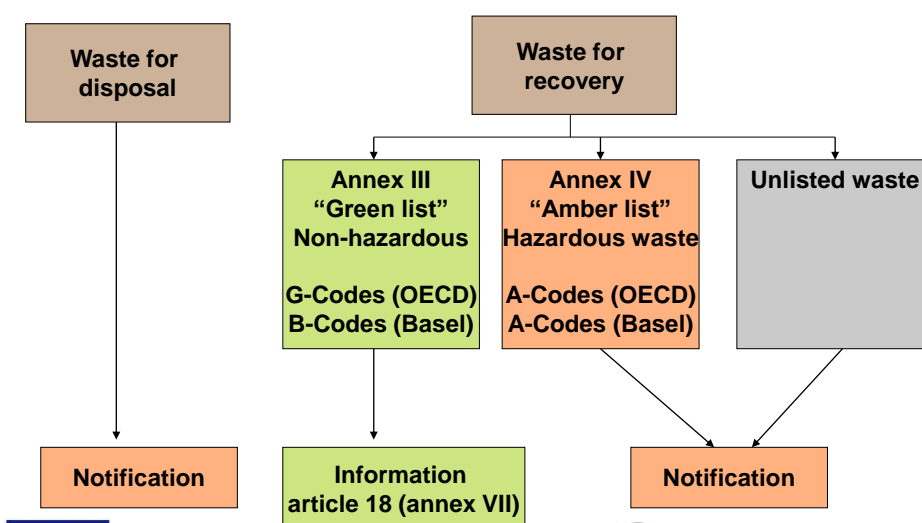 Waste for
disposal
Waste for
recovery
Annex III
“Green list”
Non-hazardous
G-Codes (OECD)
B-Codes (Basel)
Annex IV
“Amber list”
Hazardous waste
A-Codes (OECD)
A-Codes (Basel)
Unlisted waste
Notification
Information
article 18 (annex VII)
Notification